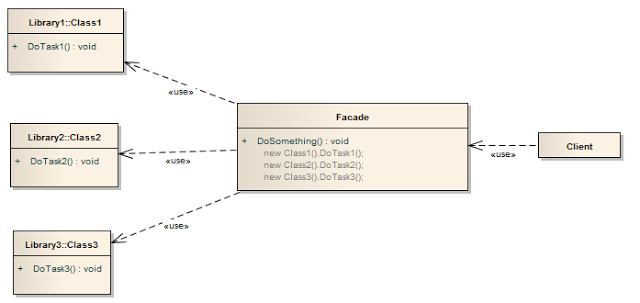 Library1::Class1
+ DoTask1() : void
«use»
Library2::Class2
+ DoTask2() : void
«use»
Library3::Class3
+ DoTask3() : void
«use»
Facade
+ DoSomething() : void
new Class1().DoTask1();
new Class2().DoTask2();
new Class3().DoTask3();
«use»
Client